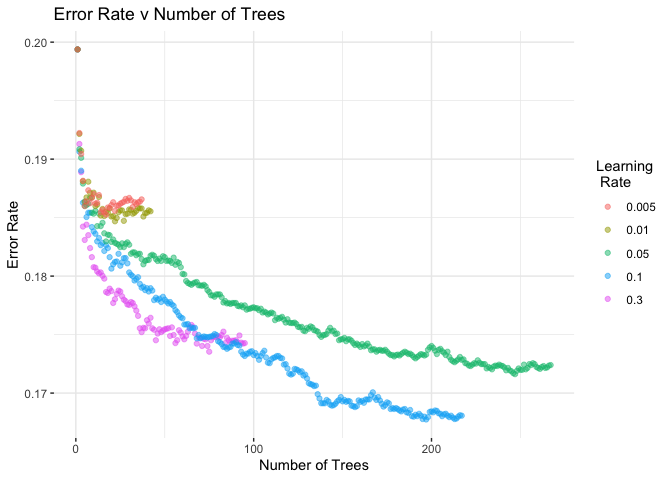 Error Rate v Number of Trees
0.20
0.19
0.18
0.17
Error Rate
0
100
200
Number of Trees
Learning
Rate
0.005
0.01
0.05
0.1
0.3